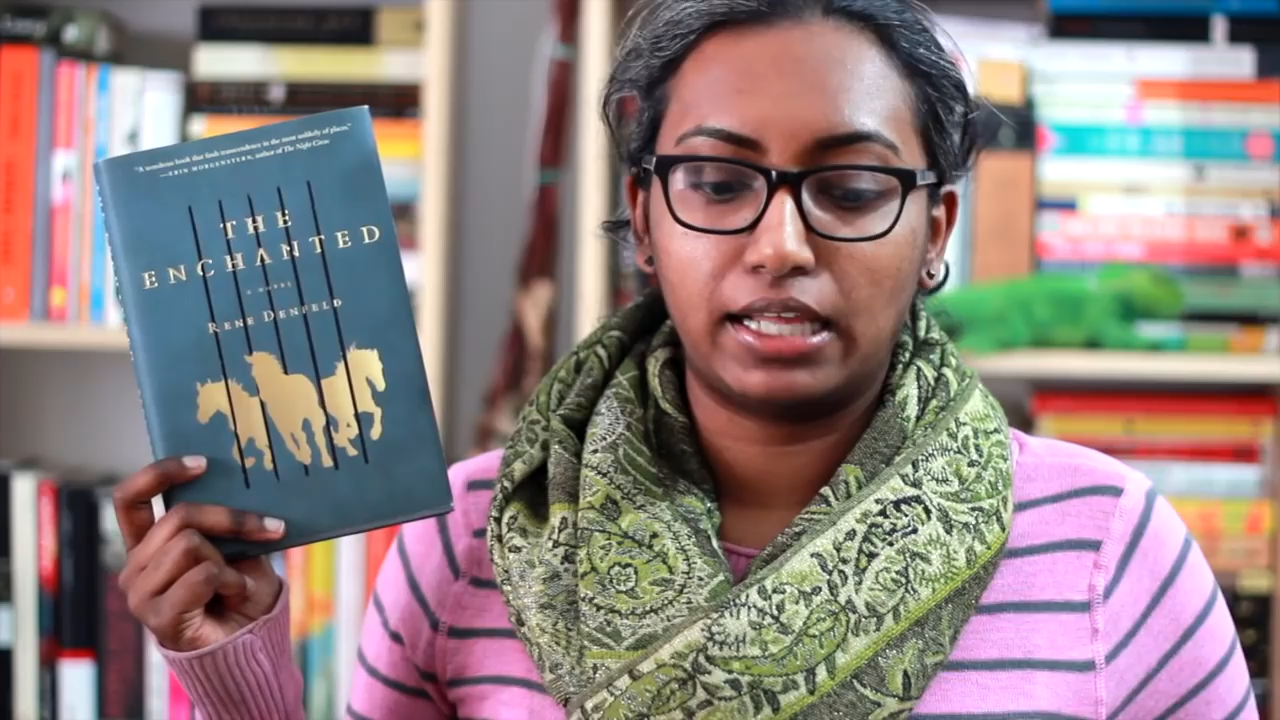 "A wondrous book that finds transcendence in the most unlikely of places."
—ERIN MORGENSTERN, author of The Night Circus
THE
ENCHANTED
A NOVEL
RENE DENFELD